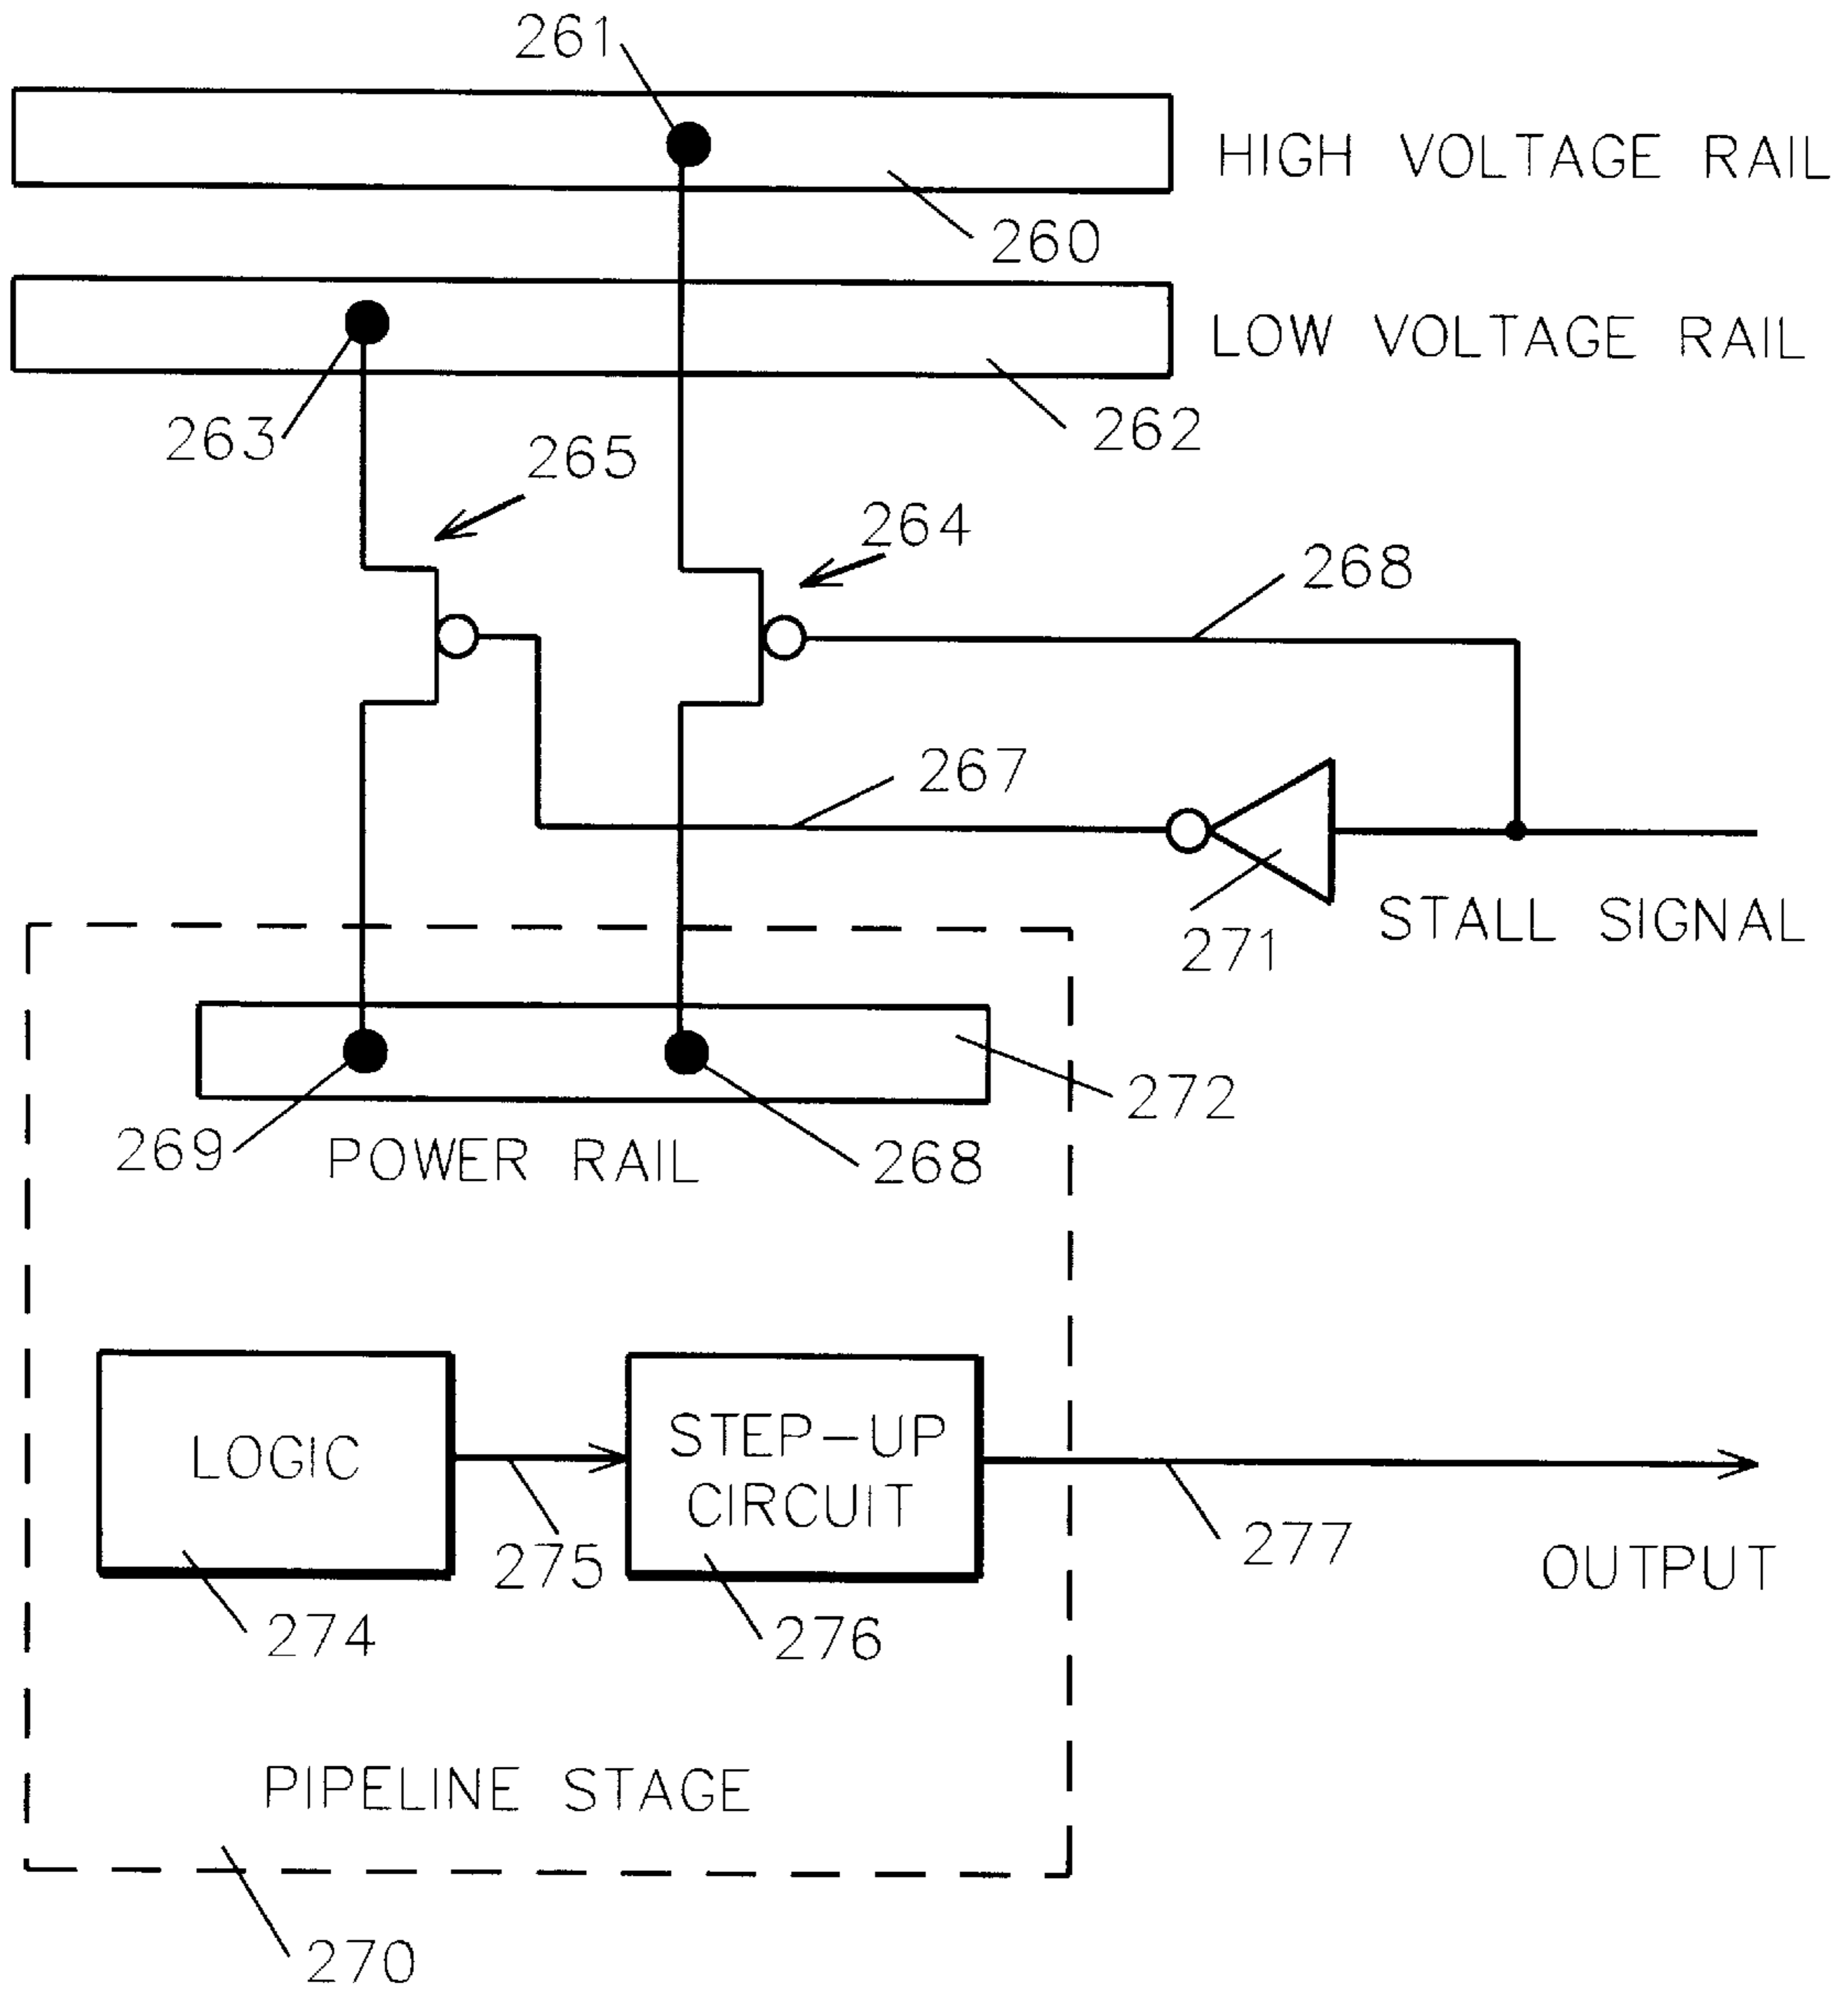 261
HIGH VOLTAGE RAIL
260
LOW VOLTAGE RAIL
263
262
265
264
268
267
271
STALL SIGNAL
272
269
POWER RAIL
268
LOGIC
STEP-UP
CIRCUIT
275
277
OUTPUT
274
276
PIPELINE STAGE
270